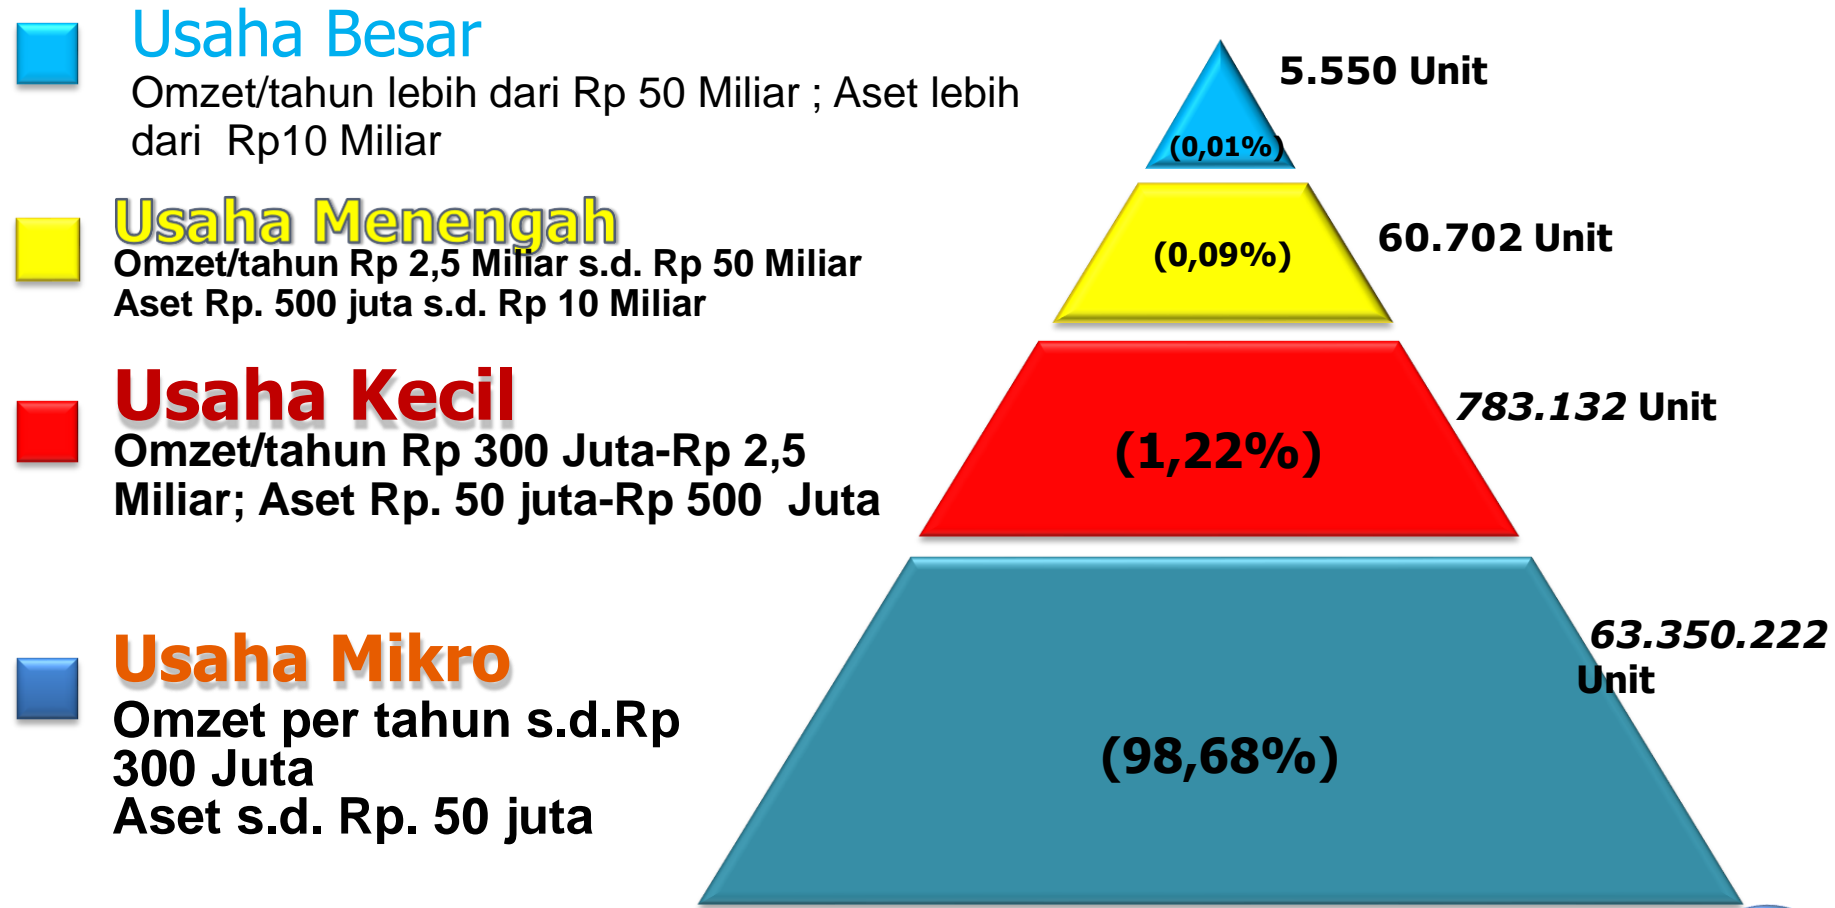 Usaha Besar
Omzet/tahun lebih dari Rp 50 Miliar ; Aset lebih
dari Rp10 Miliar
Usaha Menengah
Omzet/tahun Rp 2,5 Miliar s.d. Rp 50 Miliar
Aset Rp. 500 juta s.d. Rp 10 Miliar
Usaha Kecil
Omzet/tahun Rp 300 Juta-Rp 2,5
Miliar; Aset Rp. 50 juta-Rp 500 Juta
Usaha Mikro
Omzet per tahun s.d.Rp
300 Juta
Aset s.d. Rp. 50 juta
5.550 Unit
(0,01%)
60.702 Unit
(0,09%)
783.132 Unit
(1,22%)
63.350.222
Unit
(98,68%)